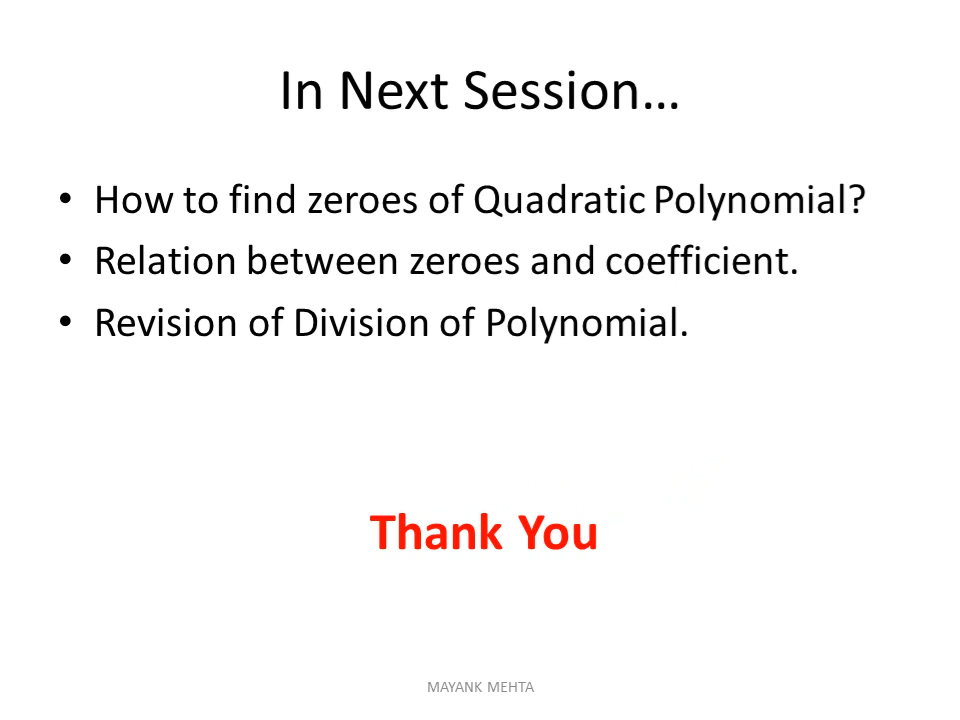 In Next Session…
• How to find zeroes of Quadratic Polynomial?
• Relation between zeroes and coefficient.
• Revision of Division of Polynomial.
Thank You
MAYANK MEHTA